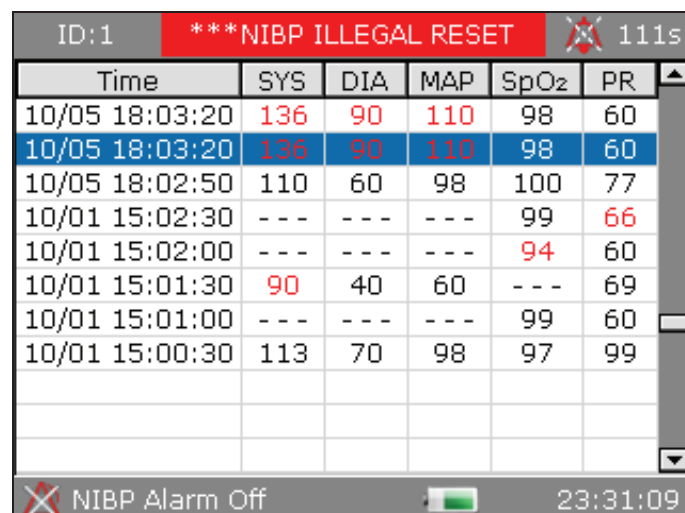 ID:1 ***NIBP ILLEGAL RESET 111s
Time SYS DIA MAP SpO₂ PR
10/05 18:03:20 136 90 110 98 60
10/05 18:03:20 136 90 110 98 60
10/05 18:02:50 110 60 98 100 77
10/01 15:02:30 --- --- --- 99 66
10/01 15:02:00 --- --- --- 94 60
10/01 15:01:30 90 40 60 --- 69
10/01 15:01:00 --- --- --- 99 60
10/01 15:00:30 113 70 98 97 99
NIBP Alarm Off 23:31:09